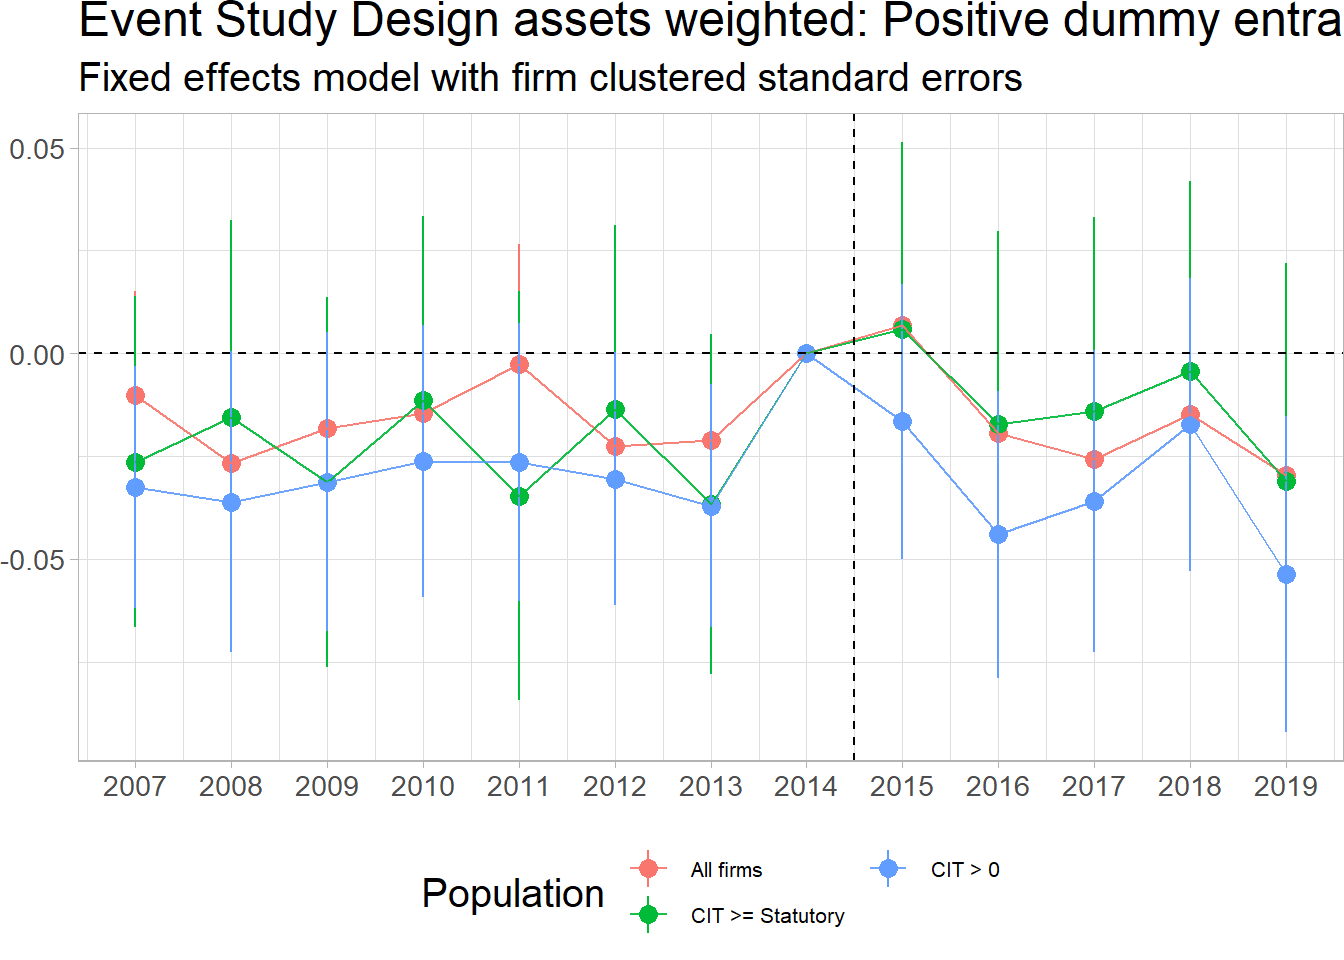 Event Study Design assets weighted: Positive dummy entra
Fixed effects model with firm clustered standard errors
0.05
0.00
-0.05
2007 2008 2009 2010 2011 2012 2013 2014 2015 2016 2017 2018 2019
Population
All firms
CIT >= Statutory
CIT > 0